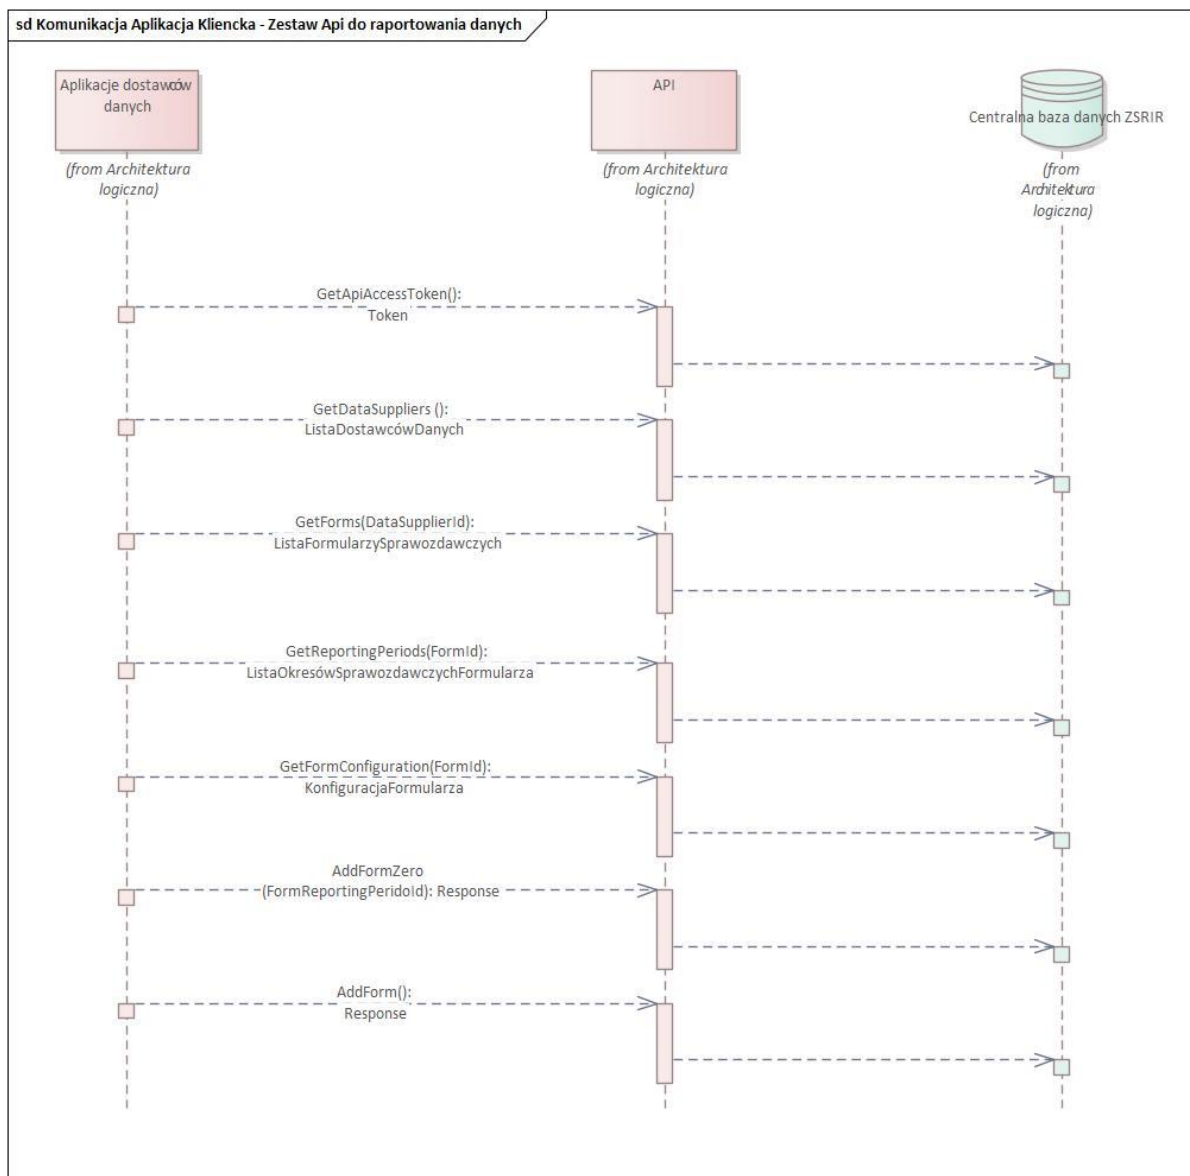 sd Komunikacja Aplikacja Kliencka - Zestaw Api do raportowania danych
Aplikacje dostawców
danych
(from Architektura
logiczna)
API
(from Architektura
logiczna)
Centralna baza danych ZSRIR
(from
Architektura
logiczna)
GetApiAccessToken():
Token
GetDataSuppliers ():
ListaDostawcówDanych
GetForms(DataSupplierId):
ListaFormularzySprawozdawczych
GetReportingPeriods(FormId):
ListaOkresówSprawozdawczychFormularza
GetFormConfiguration(FormId):
KonfiguracjaFormularza
AddFormZero
(FormReportingPeridoId): Response
AddForm():
Response